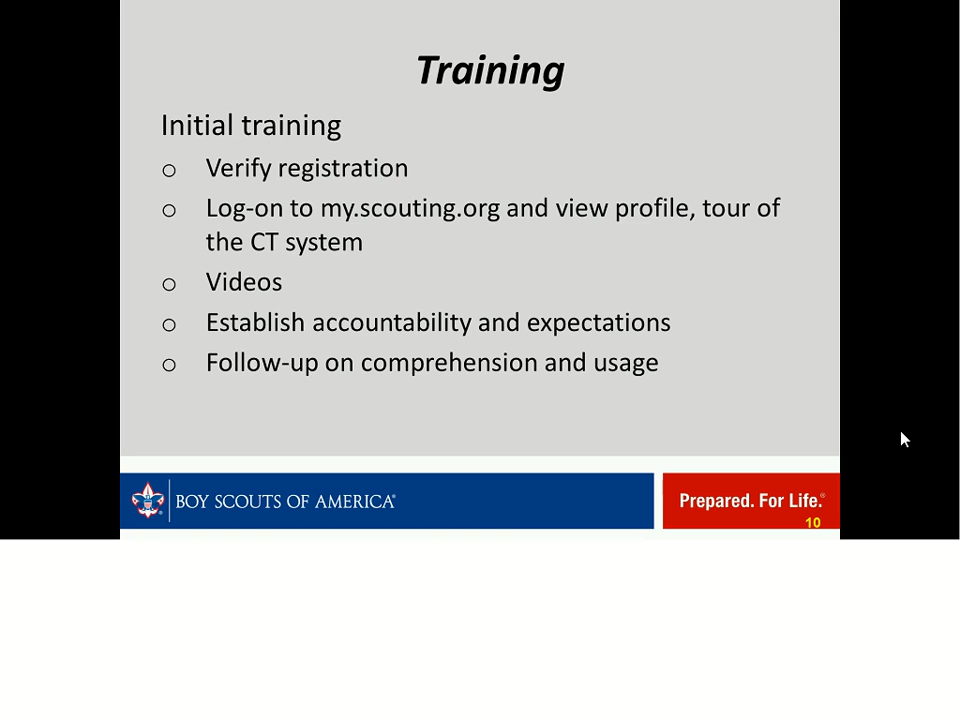 Training
Initial training
o Verify registration
o Log-on to my.scouting.org and view profile, tour of
the CT system
o Videos
o Establish accountability and expectations
o Follow-up on comprehension and usage
BOY SCOUTS OF AMERICA®
Prepared. For Life.®
10